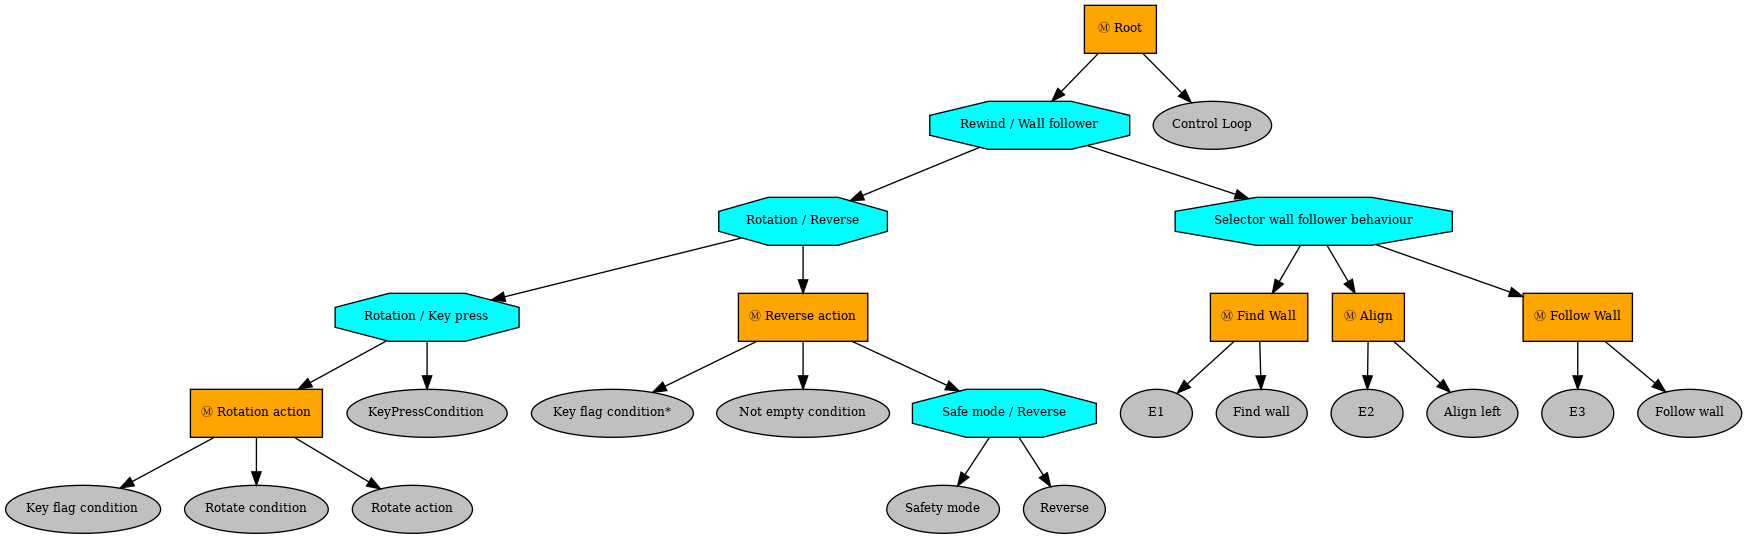 Ⓜ Root
Rewind / Wall follower
Control Loop
Rotation / Reverse
Selector wall follower behaviour
Rotation / Key press
Ⓜ Reverse action
Ⓜ Find Wall
Ⓜ Align
Ⓜ Follow Wall
Ⓜ Rotation action
KeyPressCondition
Key flag condition*
Not empty condition
Safe mode / Reverse
E1
Find wall
E2
Align left
E3
Follow wall
Key flag condition
Rotate condition
Rotate action
Safety mode
Reverse